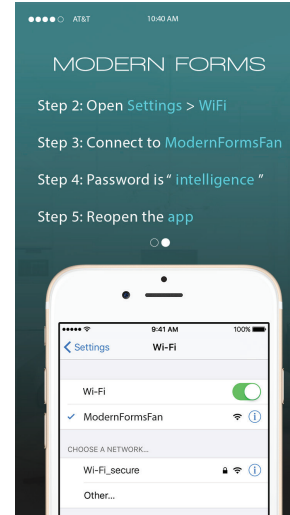 AT&T 10:40 AM
MODERN FORMS
Step 2: Open Settings > WiFi
Step 3: Connect to ModernFormsFan
Step 4: Password is “ intelligence ”
Step 5: Reopen the app
9:41 AM 100%
Settings Wi-Fi
Wi-Fi
ModernFormsFan
CHOOSE A NETWORK...
Wi-Fi_secure
Other...